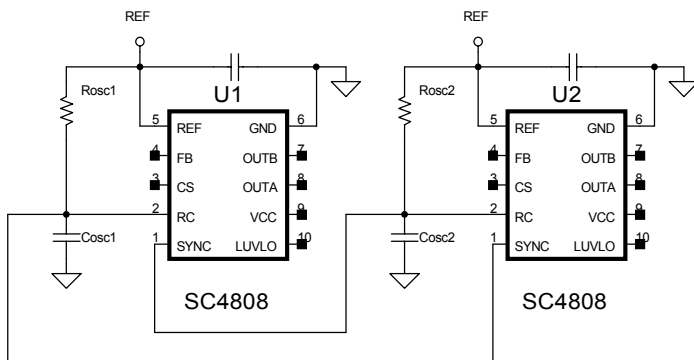 REF
REF
Rosc1
U1
Rosc2
U2
5 REF GND 6
5 REF GND 6
4 FB OUTB 7
4 FB OUTB 7
3 CS OUTA 8
3 CS OUTA 8
2 RC VCC 9
2 RC VCC 9
Cosc1
1 SYNC LUVLO 10
Cosc2
1 SYNC LUVLO 10
SC4808
SC4808